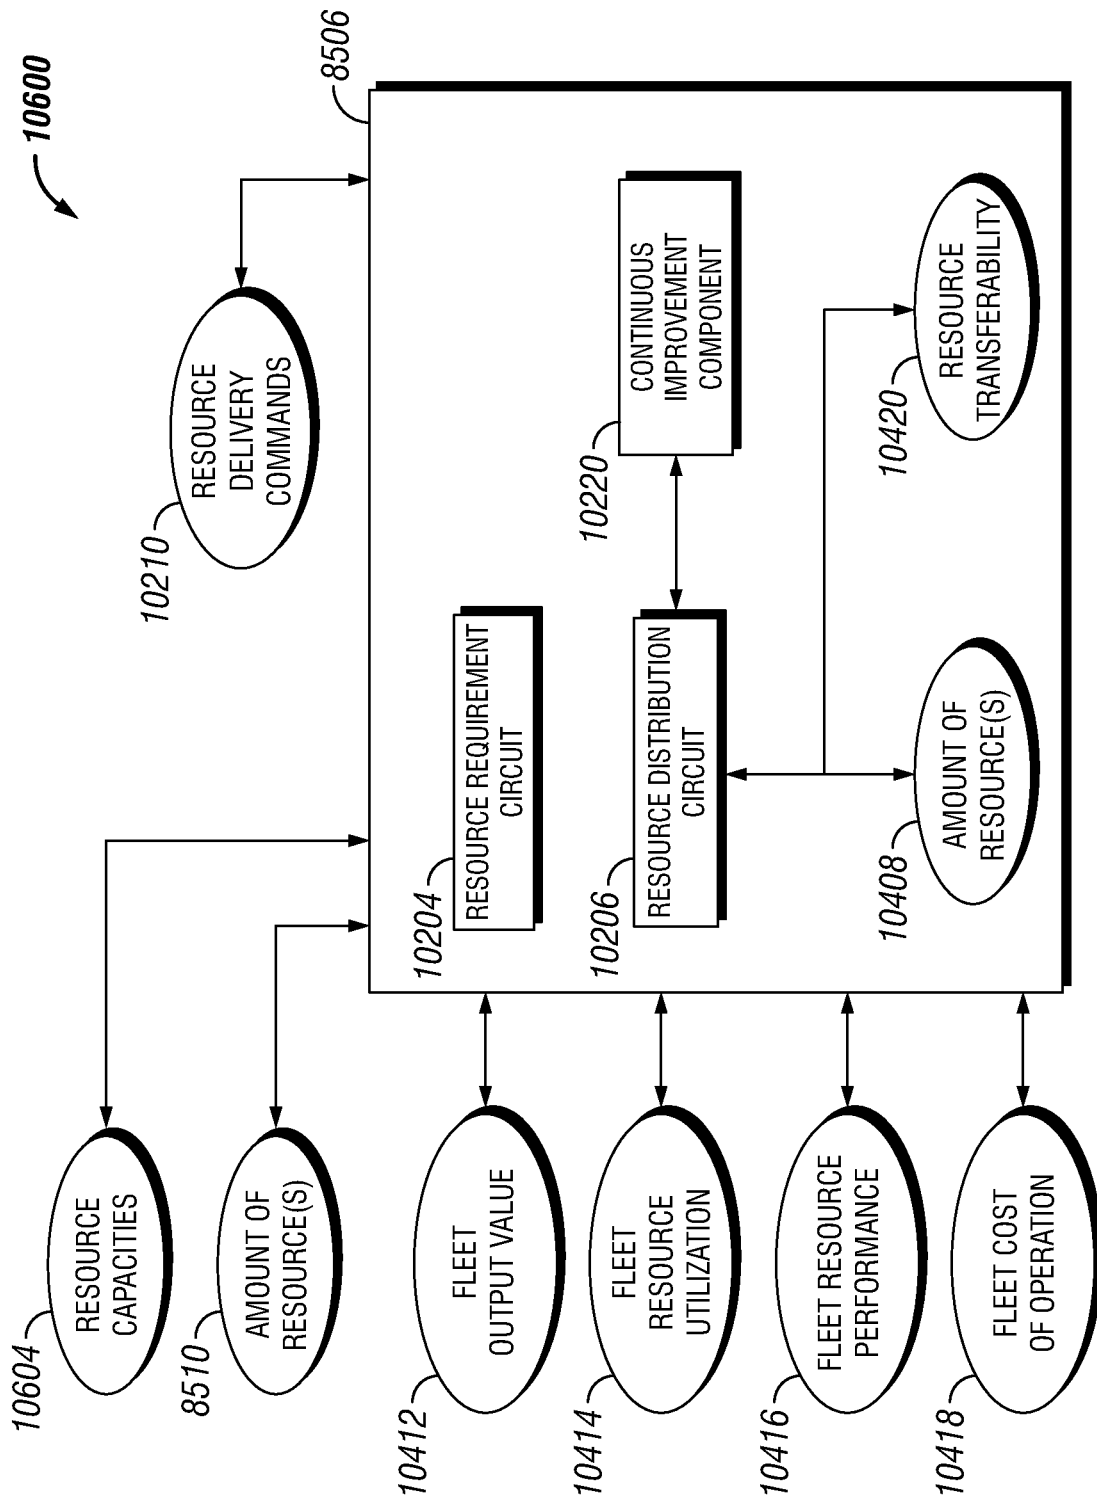 10600
10604
RESOURCE
CAPACITIES
8510
AMOUNT OF
RESOURCE(S)
10210
RESOURCE
DELIVERY
COMMANDS
8506
10412
FLEET
OUTPUT VALUE
10414
FLEET
RESOURCE
UTILIZATION
10416
FLEET RESOURCE
PERFORMANCE
10418
FLEET COST
OF OPERATION
10204
RESOURCE REQUIREMENT
CIRCUIT
10206
RESOURCE DISTRIBUTION
CIRCUIT
10220
CONTINUOUS
IMPROVEMENT
COMPONENT
10408
AMOUNT OF
RESOURCE(S)
10420
RESOURCE
TRANSFERABILITY